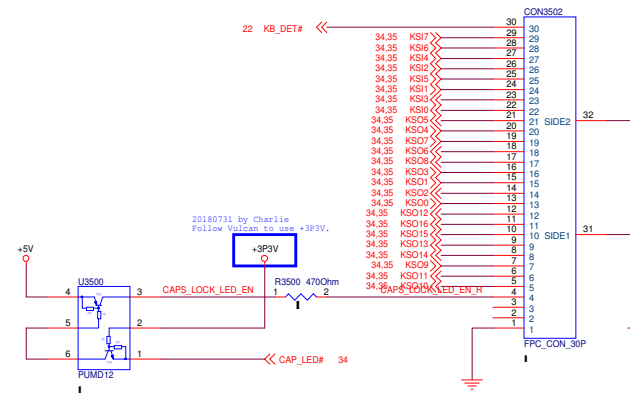 CON3502
22 KB_DET# 30 30
34,35 KSI7 29 29
34,35 KSI6 28 28
34,35 KSI4 27 27
34,35 KSI2 26 26
34,35 KSI5 25 25
34,35 KSI1 24 24
34,35 KSI3 23 23
34,35 KSI0 22 22
34,35 KSO5 21 21 SIDE2 32
34,35 KSO4 20 20
34,35 KSO7 19 19
34,35 KSO6 18 18
34,35 KSO8 17 17
34,35 KSO3 16 16
34,35 KSO1 15 15
34,35 KSO2 14 14
34,35 KSO0 13 13
34,35 KSO12 12 12
34,35 KSO16 11 11
34,35 KSO15 10 10 SIDE1 31
34,35 KSO13 9 9
34,35 KSO14 8 8
34,35 KSO9 7 7
34,35 KSO11 6 6
34,35 KSO10 5 5
CAPS_LOCK_LED_EN_R 4 4
3 3
2 2
1 1
FPC_CON_30P
20180731 by Charlie
Follow Vulcan to use +3P3V.
+5V
+3P3V
U3500
R3500 470Ohm
4 3 CAPS_LOCK_LED_EN 1 2
5 2
6 1 CAP_LED# 34
PUMD12